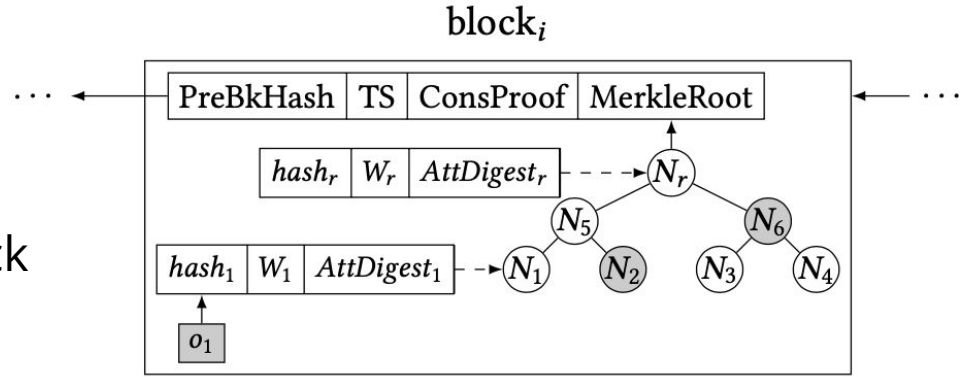 block_i
... PreBkHash TS ConsProof MerkleRoot ...
hash_r W_r AttDigest_r N_r
N_5 N_6
hash_1 W_1 AttDigest_1 N_1 N_2 N_3 N_4
o_1